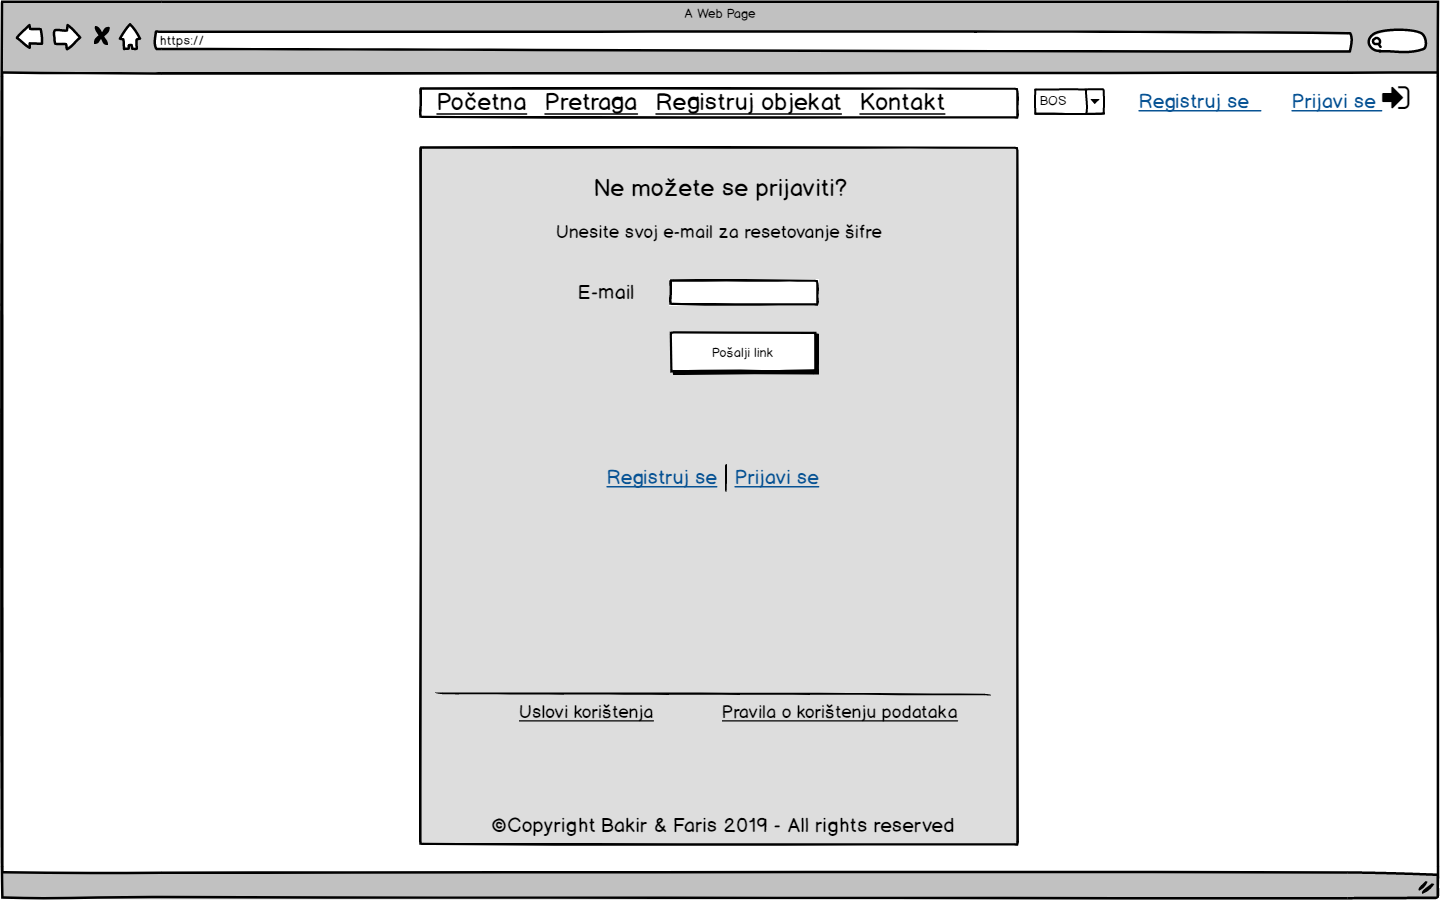 A Web Page
https://
Početna Pretraga Registruj objekat Kontakt BOS Registruj se Prijavi se
Ne možete se prijaviti?
Unesite svoj e-mail za resetovanje šifre
E-mail
Pošalji link
Registruj se Prijavi se
Uslovi korištenja Pravila o korištenju podataka
©Copyright Bakir & Faris 2019 - All rights reserved